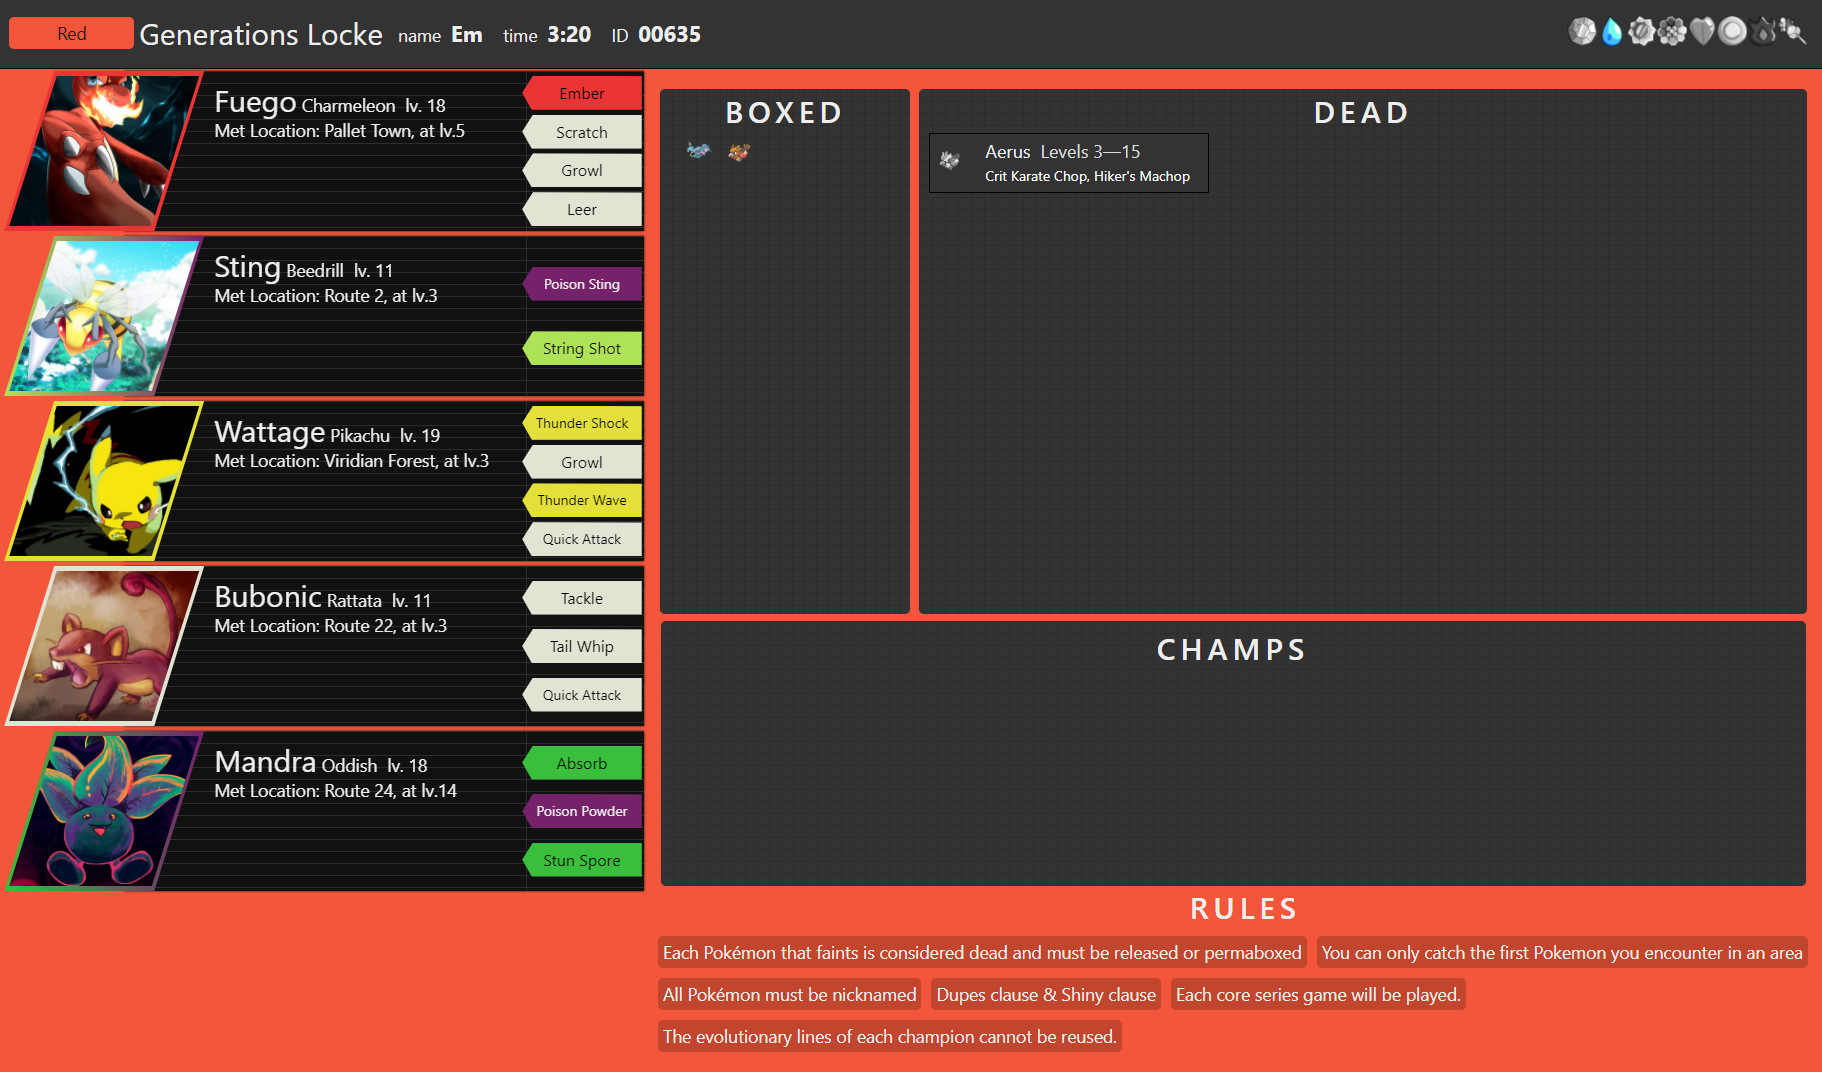 Red Generations Locke name Em time 3:20 ID 00635
Fuego Charmeleon lv. 18
Met Location: Pallet Town, at lv.5
Ember
Scratch
Growl
Leer
Sting Beedrill lv. 11
Met Location: Route 2, at lv.3
Poison Sting
String Shot
Wattage Pikachu lv. 19
Met Location: Viridian Forest, at lv.3
Thunder Shock
Growl
Thunder Wave
Quick Attack
Bubonic Rattata lv. 11
Met Location: Route 22, at lv.3
Tackle
Tail Whip
Quick Attack
Mandra Oddish lv. 18
Met Location: Route 24, at lv.14
Absorb
Poison Powder
Stun Spore
BOXED
DEAD
Aerus Levels 3—15
Crit Karate Chop, Hiker's Machop
CHAMPS
RULES
Each Pokémon that faints is considered dead and must be released or permaboxed
You can only catch the first Pokemon you encounter in an area
All Pokémon must be nicknamed
Dupes clause & Shiny clause
Each core series game will be played.
The evolutionary lines of each champion cannot be reused.